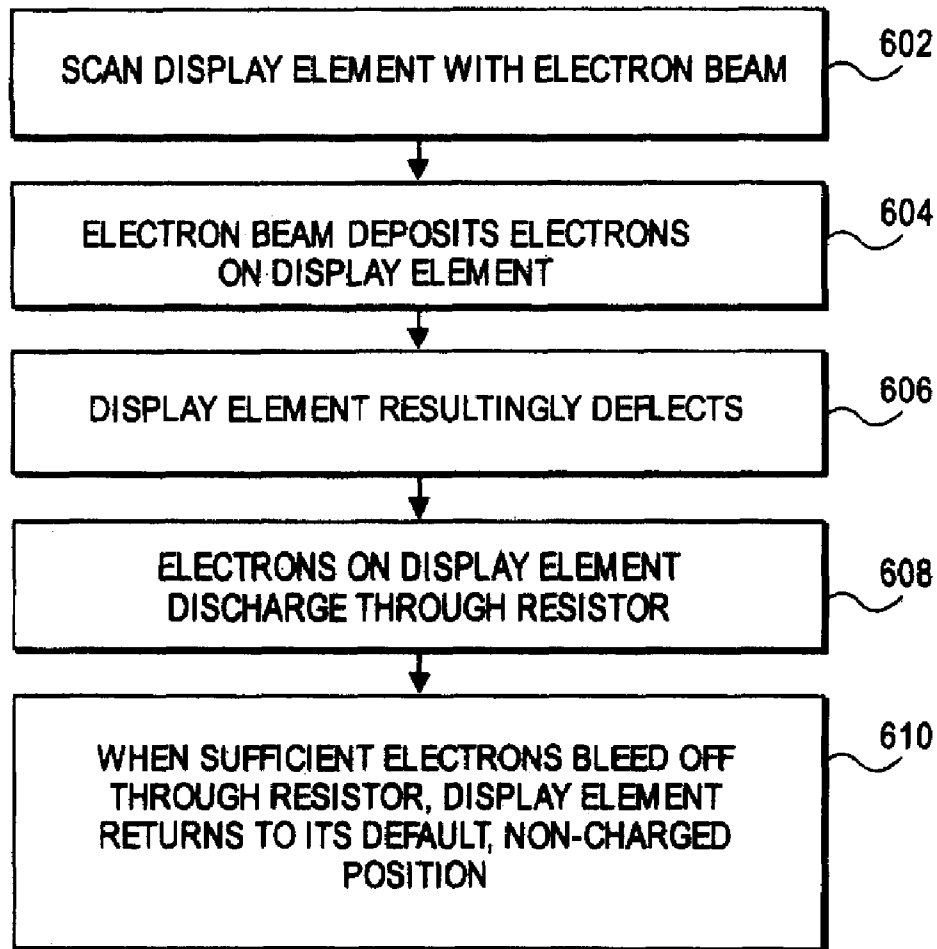 SCAN DISPLAY ELEMENT WITH ELECTRON BEAM
602
ELECTRON BEAM DEPOSITS ELECTRONS
ON DISPLAY ELEMENT
604
DISPLAY ELEMENT RESULTINGLY DEFLECTS
606
ELECTRONS ON DISPLAY ELEMENT
DISCHARGE THROUGH RESISTOR
608
WHEN SUFFICIENT ELECTRONS BLEED OFF
THROUGH RESISTOR, DISPLAY ELEMENT
RETURNS TO ITS DEFAULT, NON-CHARGED
POSITION
610